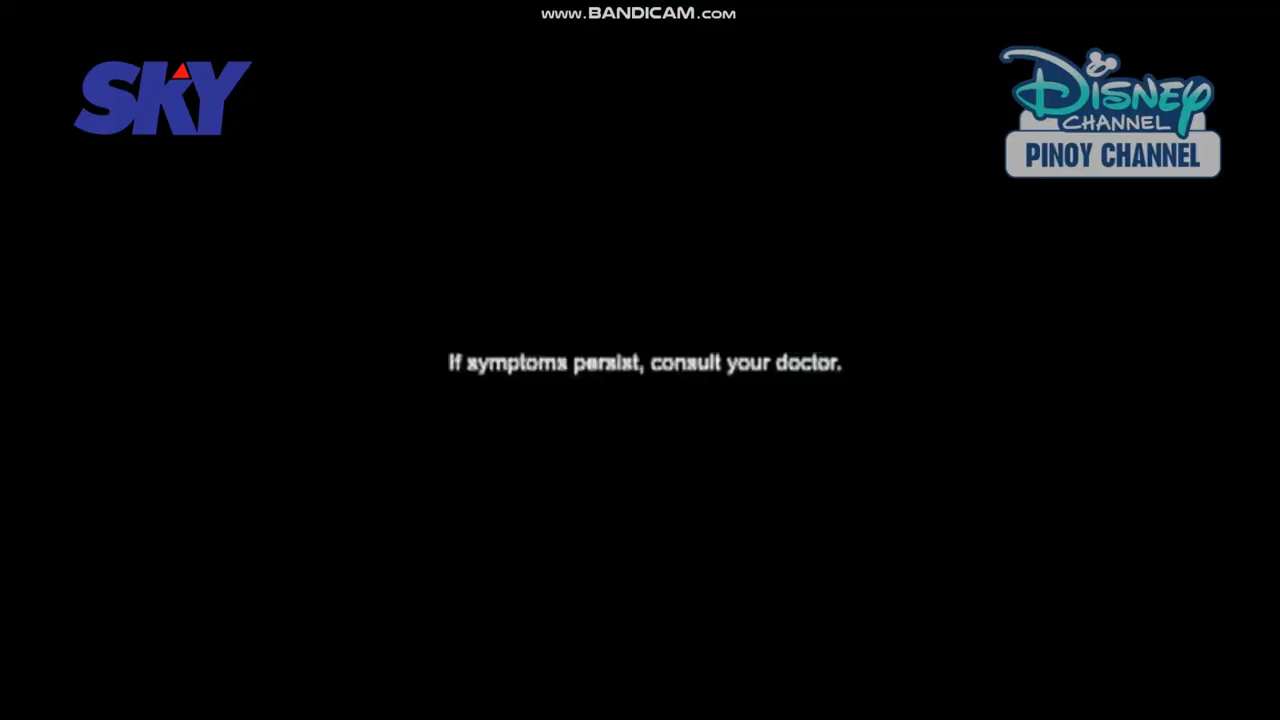 www.BANDICAM.com
SKY
DISNEY
CHANNEL
PINOY CHANNEL
If symptoms persist, consult your doctor.